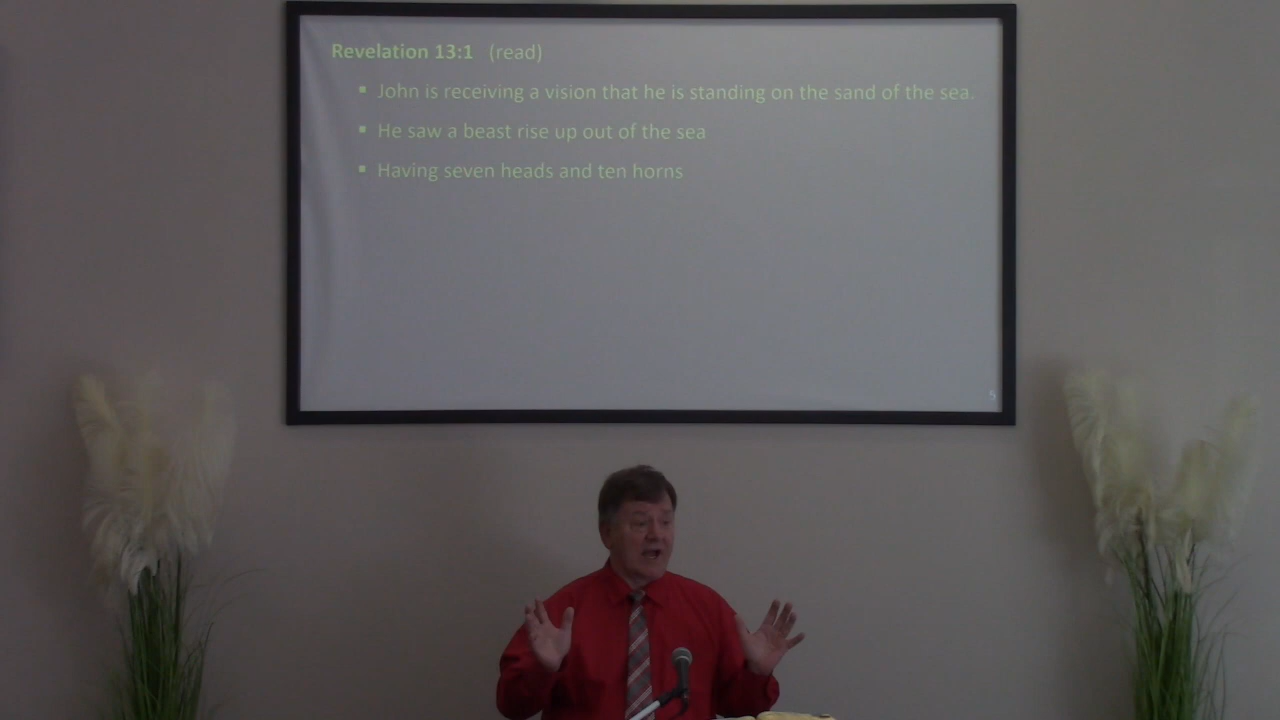 Revelation 13:1 (read)
▪ John is receiving a vision that he is standing on the sand of the sea.
▪ He saw a beast rise up out of the sea
▪ Having seven heads and ten horns
5